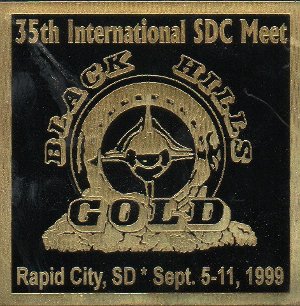 35th International SDC Meet
BLACK HILLS
GOLD
Rapid City, SD * Sept. 5-11, 1999